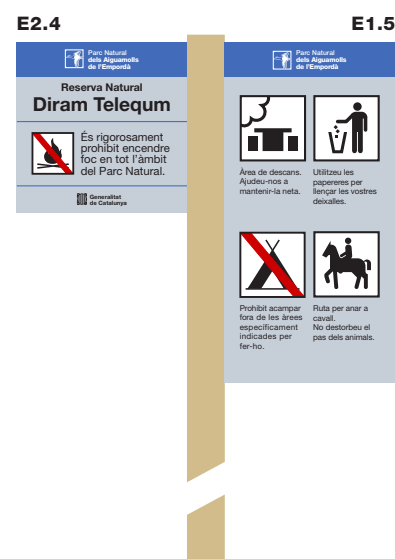 E2.4
E1.5
Parc Natural
dels Aiguamolls
de l'Empordà
Reserva Natural
Diram Telequm
És rigorosament
prohibit encendre
foc en tot l'àmbit
del Parc Natural.
Generalitat
de Catalunya
Parc Natural
dels Aiguamolls
de l'Empordà
Àrea de descans.
Ajudeu-nos a
mantenir-la neta.
Utilitzeu les
papereres per
llençar les vostres
deixalles.
Prohibit acampar
fora de les àrees
específicament
indicades per
fer-ho.
Ruta per anar a
cavall.
No destorbeu el
pas dels animals.